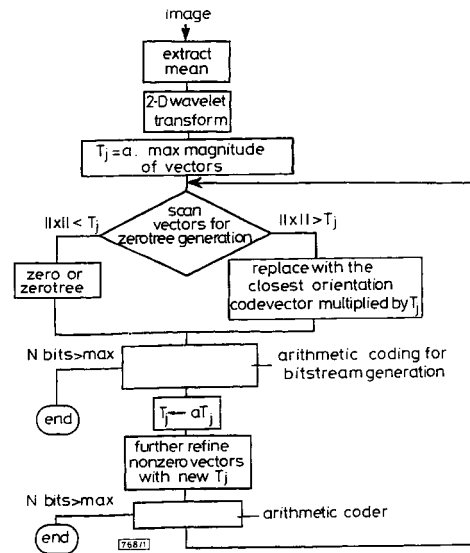 image
extract
mean
2-D wavelet
transform
Tj = a. max magnitude
of vectors
scan
vectors for
zerotree generation
||x|| < Tj
||x|| > Tj
zero or
zerotree
replace with the
closest orientation
codevector multiplied by Tj
N bits>max
arithmetic coding for
bitstream generation
end
Tj ← aTj
further refine
nonzero vectors
with new Tj
N bits>max
arithmetic coder
end
768/1